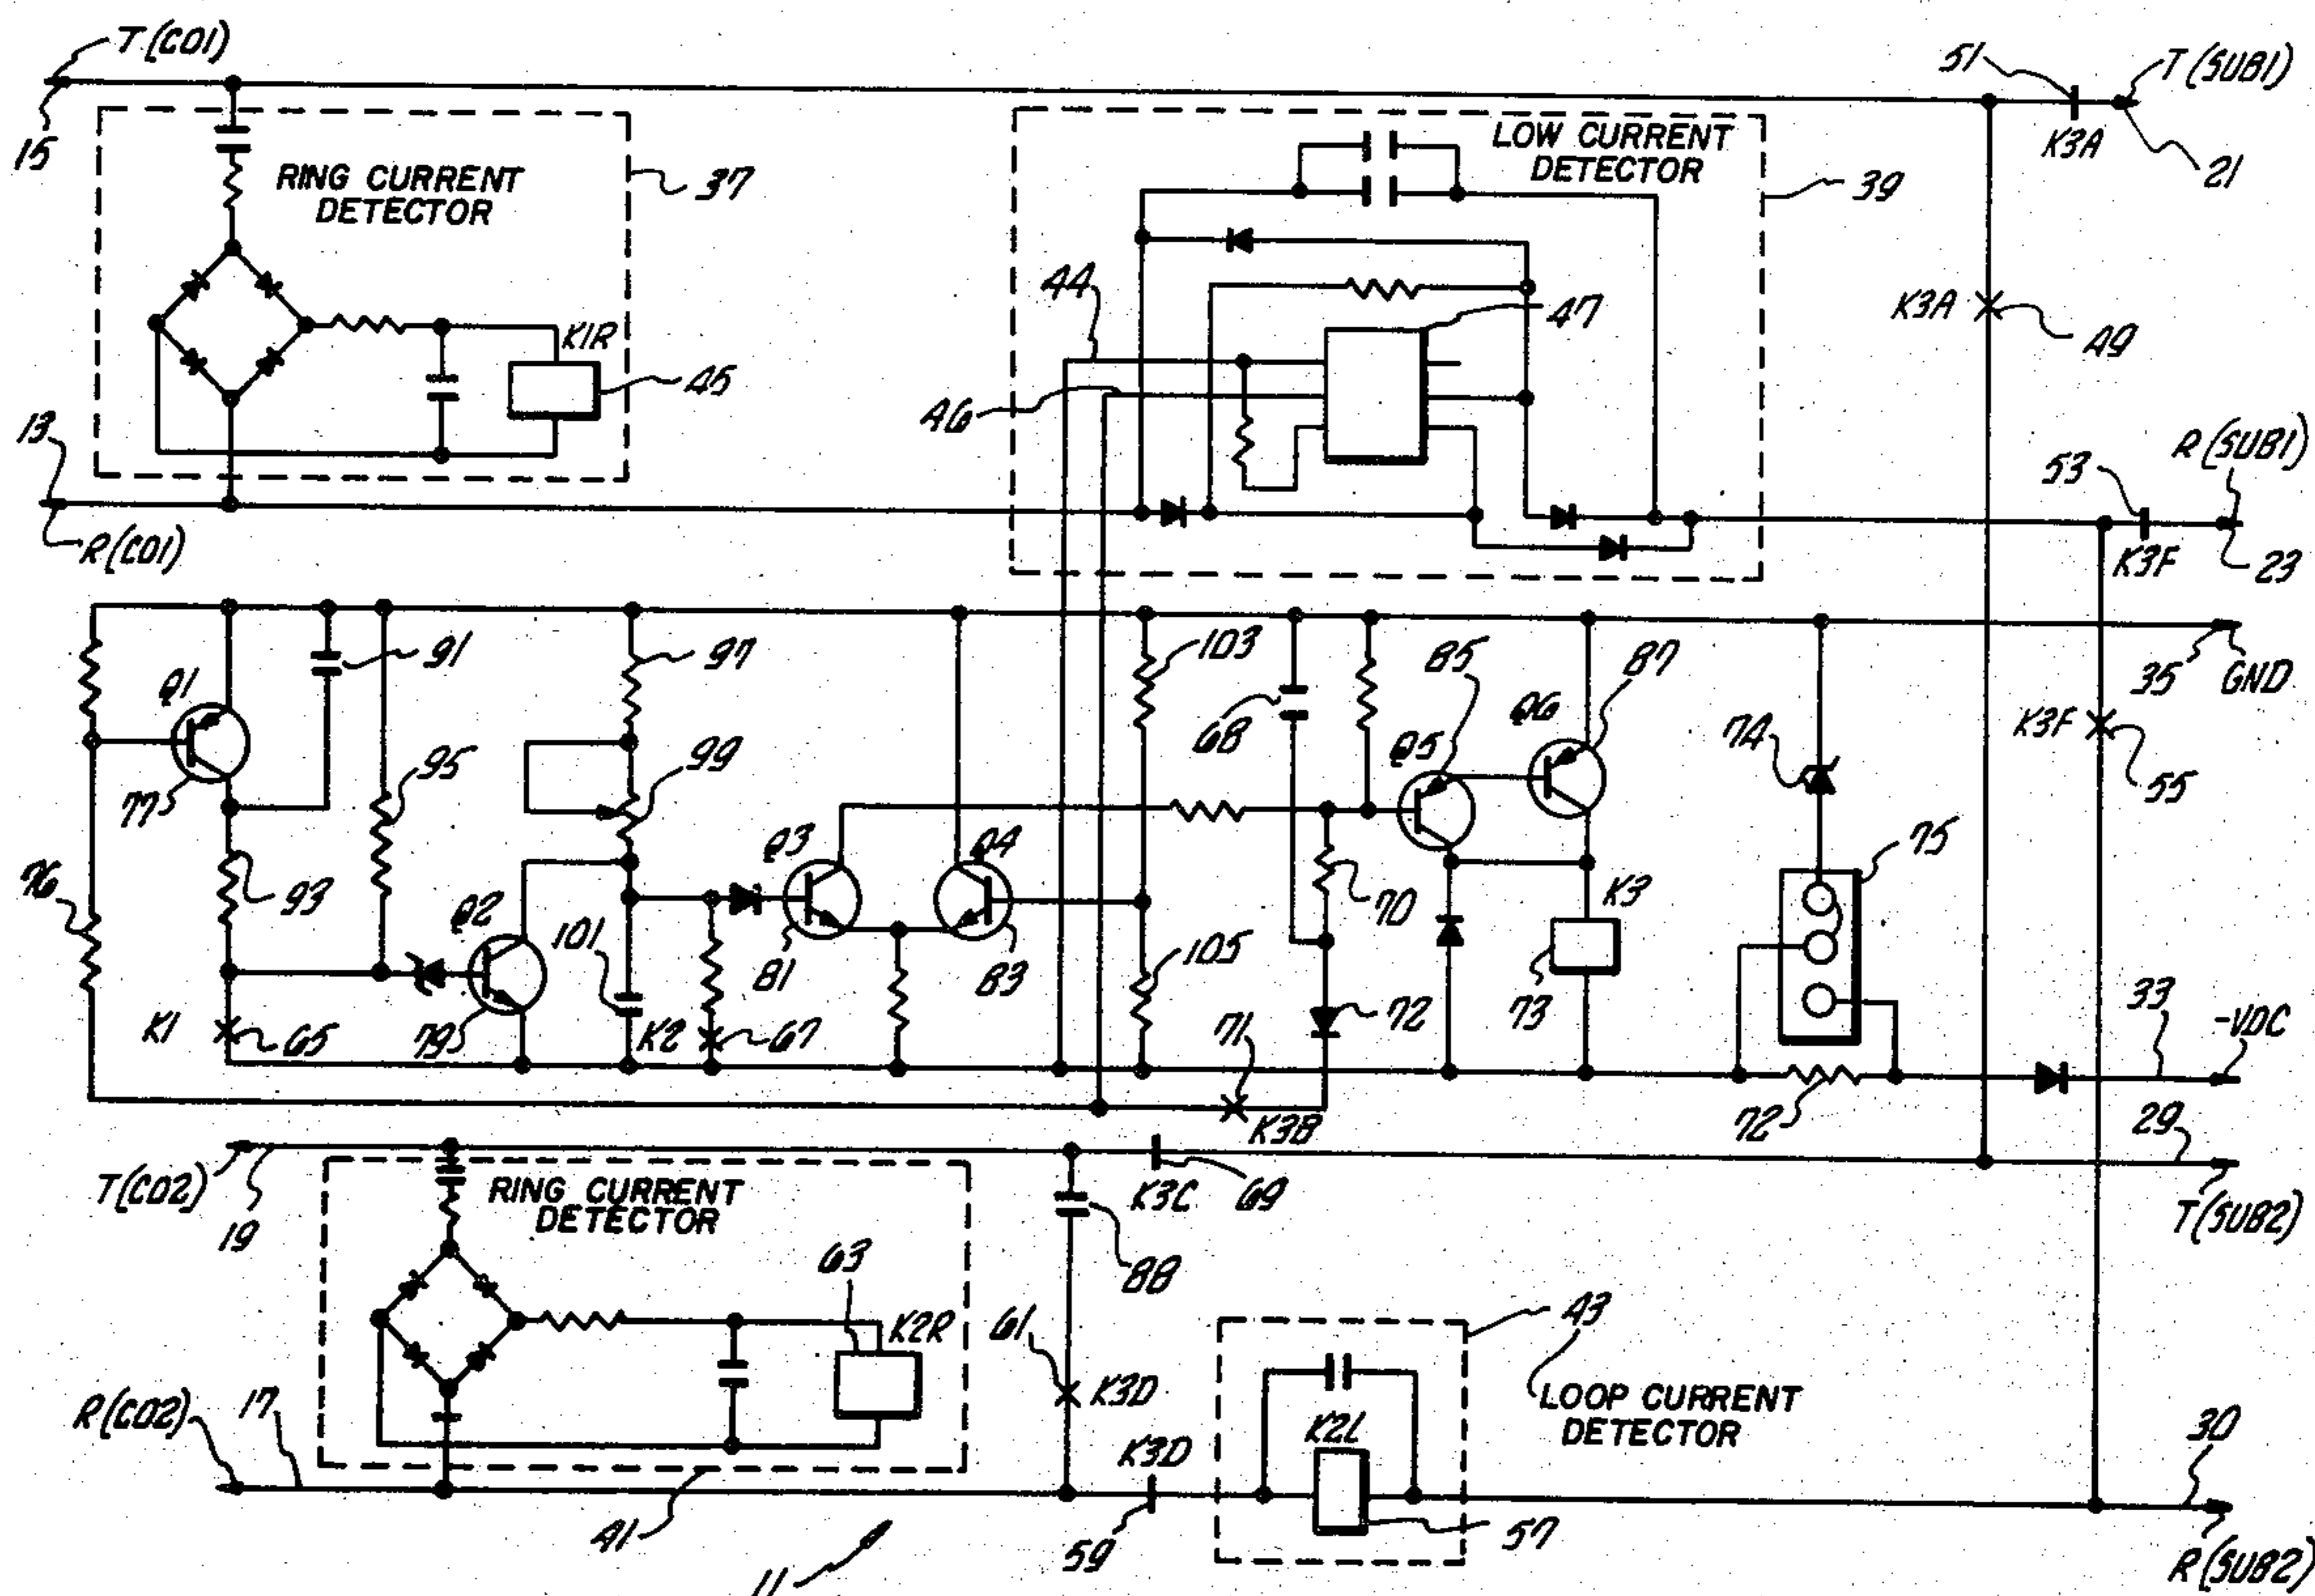 T(CO1)
15
RING CURRENT
DETECTOR
37
LOW CURRENT
DETECTOR
39
51
T(SUB1)
K3A
21
44
47
K3A
49
K1R
45
46
13
R(CO1)
53
R(SUB1)
K3F
23
Q1
91
97
103
85
87
35
GND
Q6
68
Q5
74
K3F
55
77
95
99
76
93
Q2
Q3
Q4
70
K3
75
101
81
83
105
K1
65
79
K2
67
71
72
73
33
-VDC
K3B
72
29
T(CO2)
19
RING CURRENT
DETECTOR
K3C
69
T(SUB2)
88
63
K2R
61
K3D
43
LOOP CURRENT
DETECTOR
R(CO2)
17
K3D
K2L
30
41
59
57
R(SUB2)
11